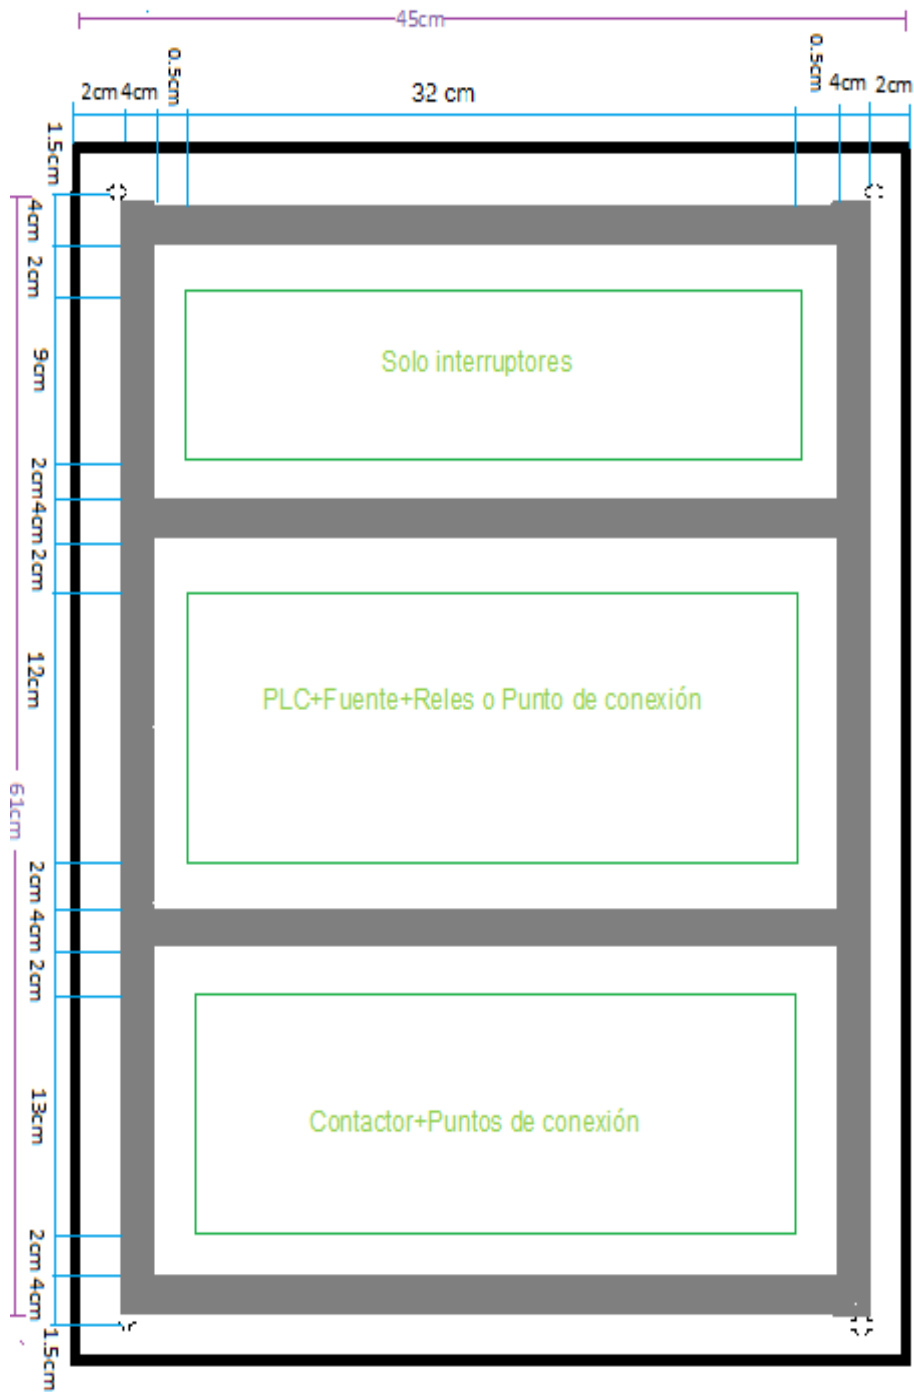 45cm
2cm 4cm 0.5cm 32 cm 0.5cm 4cm 2cm
1.5cm
4cm
2cm
9cm
2cm
4cm
2cm
12cm
61cm
2cm
4cm
2cm
13cm
2cm
4cm
1.5cm
Solo interruptores
PLC+Fuente+Reles o Punto de conexión
Contactor+Puntos de conexión